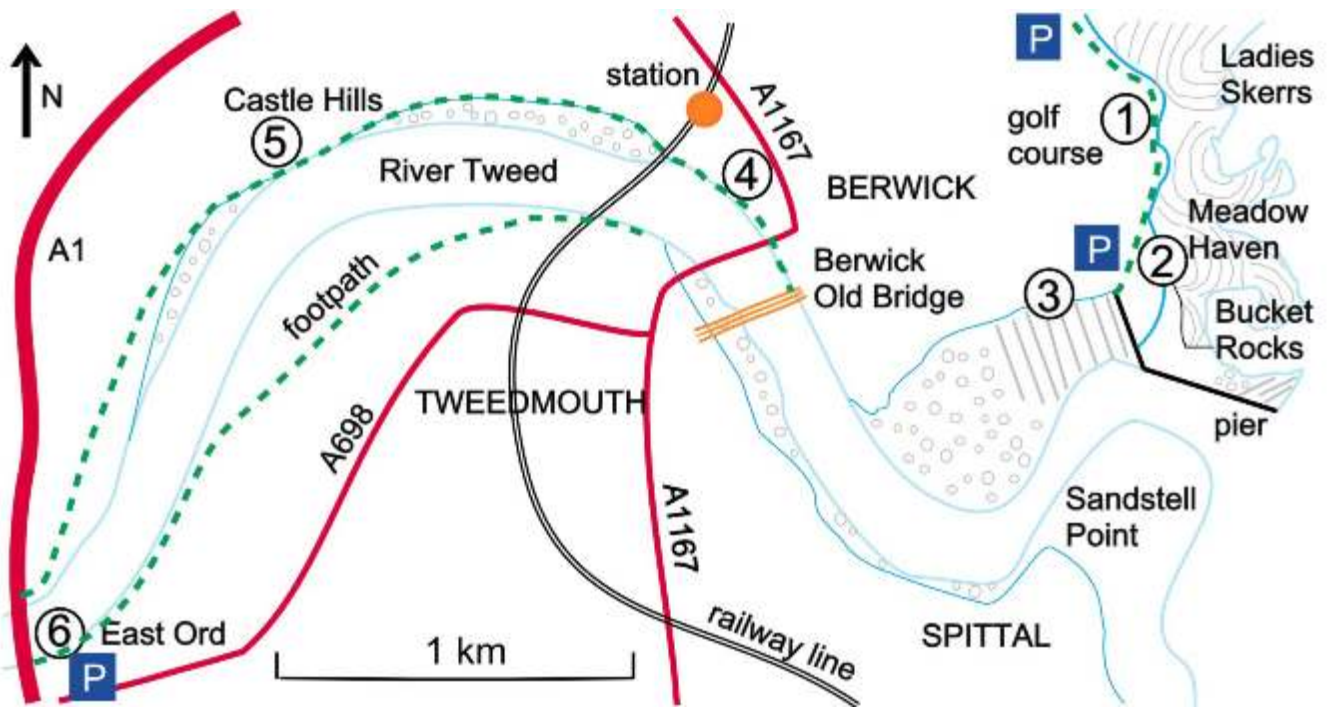 P
N
A1
Castle Hills
5
station
A1167
4
River Tweed
footpath
BERWICK
Berwick
Old Bridge
golf
course
1
Ladies
Skerrs
P
2
Meadow
Haven
3
Bucket
Rocks
pier
TWEEDMOUTH
A698
A1167
Sandstell
Point
6
East Ord
P
1 km
railway line
SPITTAL